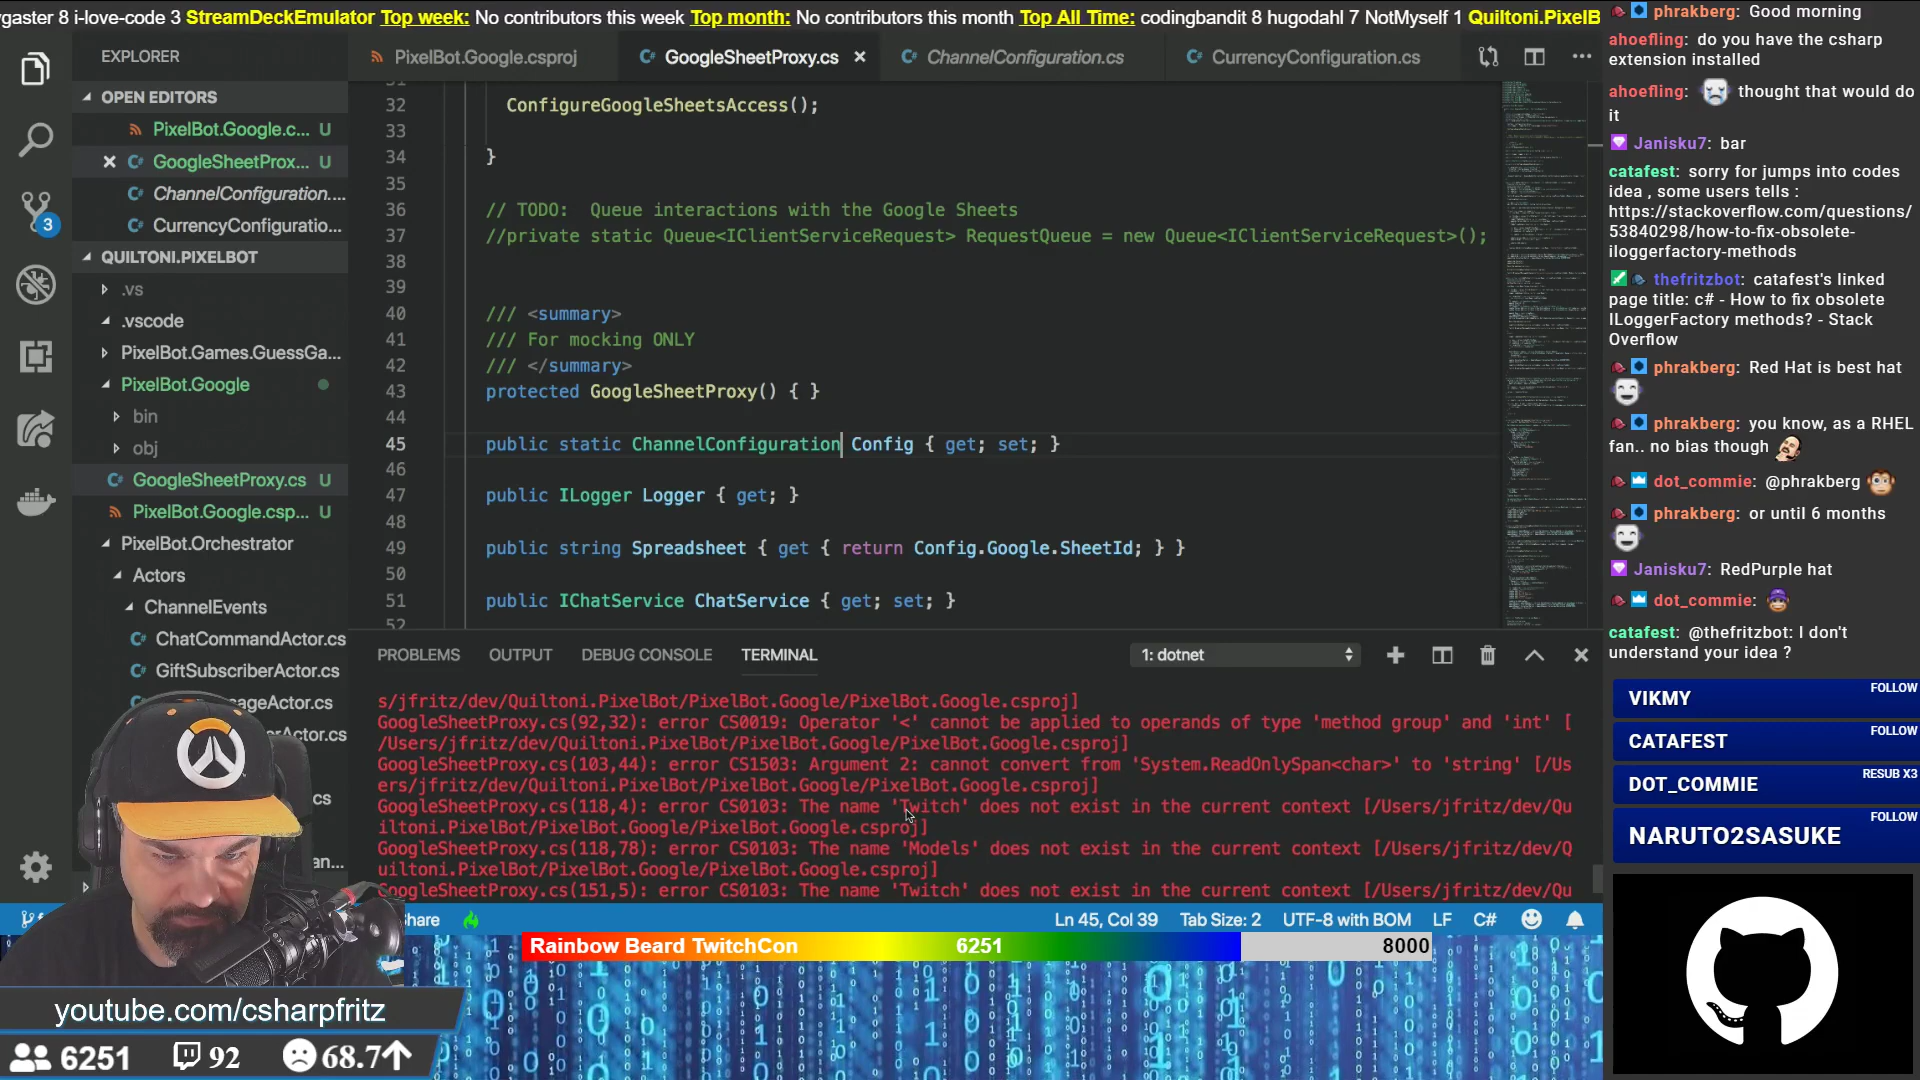 ygaster 8 i-love-code 3 StreamDeckEmulator Top week: No contributors this week Top month: No contributors this month Top All Time: codingbandit 8 hugodahl 7 NotMyself 1 Quiltoni.PixelB
EXPLORER
OPEN EDITORS
PixelBot.Google.c... U
GoogleSheetProx... U
ChannelConfiguration....
CurrencyConfiguratio...
QUILTONI.PIXELBOT
.vs
.vscode
PixelBot.Games.GuessGa...
PixelBot.Google
bin
obj
GoogleSheetProxy.cs U
PixelBot.Google.csp... U
PixelBot.Orchestrator
Actors
ChannelEvents
ChatCommandActor.cs
GiftSubscriberActor.cs
ageActor.cs
erActor.cs
cs
an...
3
PixelBot.Google.csproj
GoogleSheetProxy.cs
ChannelConfiguration.cs
CurrencyConfiguration.cs
32 ConfigureGoogleSheetsAccess();
33
34 }
35
36 // TODO: Queue interactions with the Google Sheets
37 //private static Queue<IClientServiceRequest> RequestQueue = new Queue<IClientServiceRequest>();
38
39
40 /// <summary>
41 /// For mocking ONLY
42 /// </summary>
43 protected GoogleSheetProxy() { }
44
45 public static ChannelConfiguration Config { get; set; }
46
47 public ILogger Logger { get; }
48
49 public string Spreadsheet { get { return Config.Google.SheetId; } }
50
51 public IChatService ChatService { get; set; }
52
PROBLEMS OUTPUT DEBUG CONSOLE TERMINAL
1: dotnet
s/jfritz/dev/Quiltoni.PixelBot/PixelBot.Google/PixelBot.Google.csproj]
GoogleSheetProxy.cs(92,32): error CS0019: Operator '<' cannot be applied to operands of type 'method group' and 'int' [
/Users/jfritz/dev/Quiltoni.PixelBot/PixelBot.Google/PixelBot.Google.csproj]
GoogleSheetProxy.cs(103,44): error CS1503: Argument 2: cannot convert from 'System.ReadOnlySpan<char>' to 'string' [/Us
ers/jfritz/dev/Quiltoni.PixelBot/PixelBot.Google/PixelBot.Google.csproj]
GoogleSheetProxy.cs(118,4): error CS0103: The name 'Twitch' does not exist in the current context [/Users/jfritz/dev/Qu
iltoni.PixelBot/PixelBot.Google/PixelBot.Google.csproj]
GoogleSheetProxy.cs(118,78): error CS0103: The name 'Models' does not exist in the current context [/Users/jfritz/dev/Q
uiltoni.PixelBot/PixelBot.Google/PixelBot.Google.csproj]
GoogleSheetProxy.cs(151,5): error CS0103: The name 'Twitch' does not exist in the current context [/Users/jfritz/dev/Qu
hare
Ln 45, Col 39 Tab Size: 2 UTF-8 with BOM LF C#
Rainbow Beard TwitchCon 6251 8000
youtube.com/csharpfritz
6251 92 68.7
phrakberg: Good morning
ahoefling: do you have the csharp
extension installed
ahoefling: thought that would do
it
Janisku7: bar
catafest: sorry for jumps into codes
idea , some users tells :
https://stackoverflow.com/questions/
53840298/how-to-fix-obsolete-
iloggerfactory-methods
thefritzbot: catafest's linked
page title: c# - How to fix obsolete
ILoggerFactory methods? - Stack
Overflow
phrakberg: Red Hat is best hat
phrakberg: you know, as a RHEL
fan.. no bias though
dot_commie: @phrakberg
phrakberg: or until 6 months
Janisku7: RedPurple hat
dot_commie:
catafest: @thefritzbot: I don't
understand your idea ?
VIKMY FOLLOW
CATAFEST FOLLOW
DOT_COMMIE RESUB X3
NARUTO2SASUKE FOLLOW